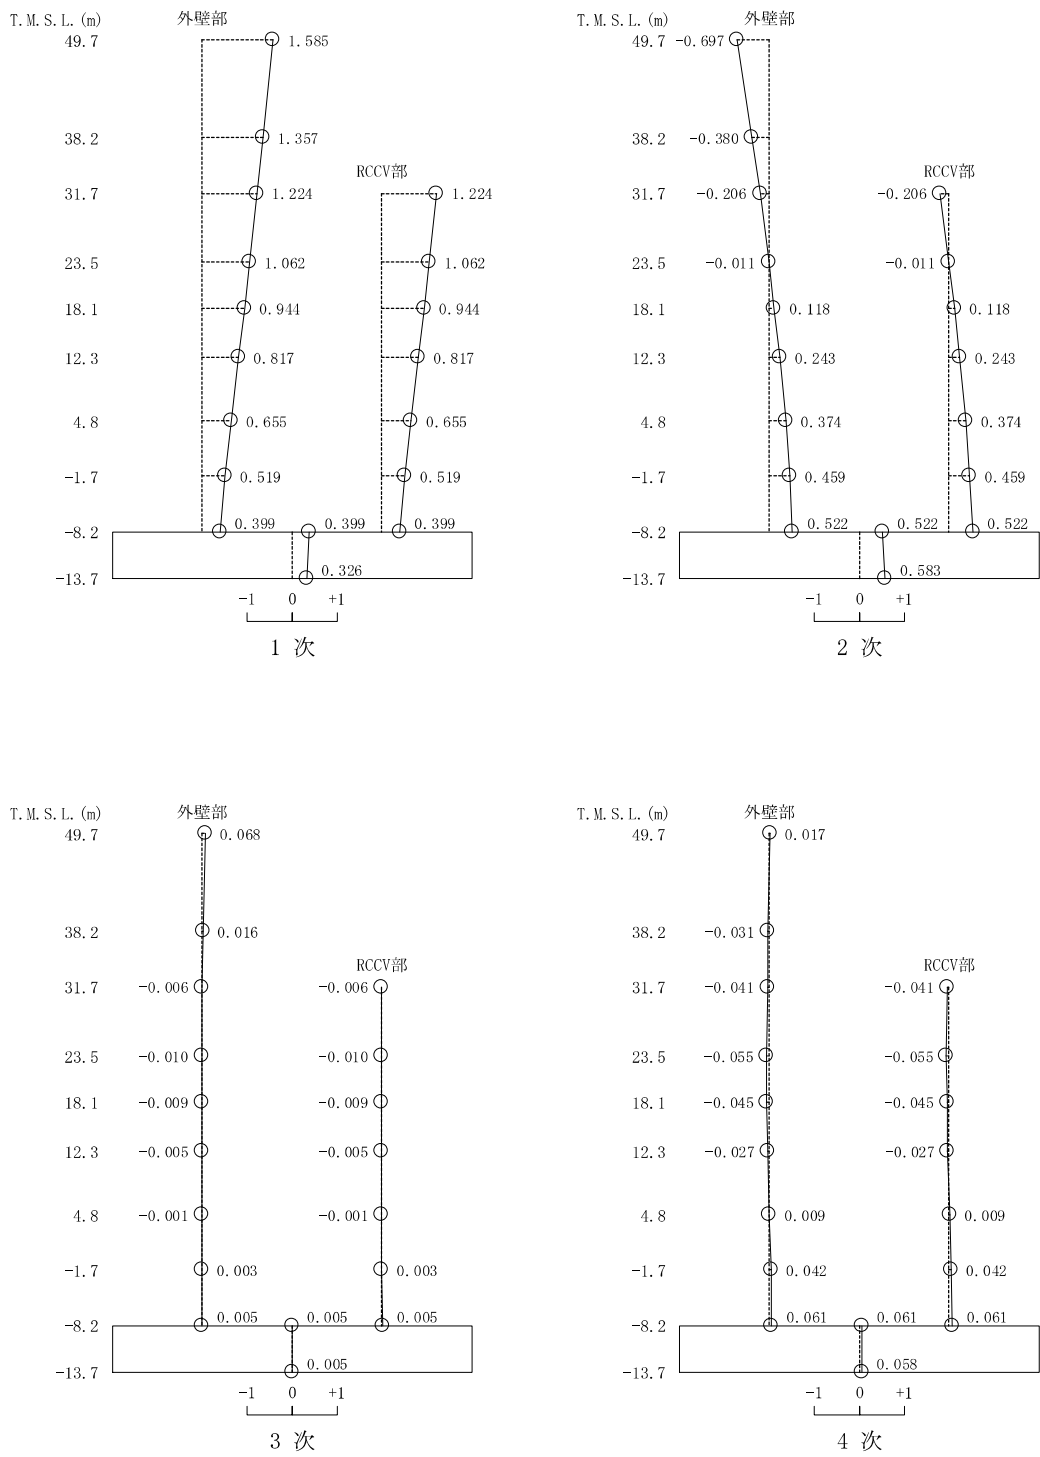 T.M.S.L.(m) 外壁部
49.7 1.585
38.2 1.357
RCCV部
31.7 1.224 1.224
23.5 1.062 1.062
18.1 0.944 0.944
12.3 0.817 0.817
4.8 0.655 0.655
-1.7 0.519 0.519
0.399 0.399 0.399
-8.2
0.326
-13.7
-1 0 +1
1 次
T.M.S.L.(m) 外壁部
49.7 -0.697
38.2 -0.380
RCCV部
31.7 -0.206 -0.206
23.5 -0.011 -0.011
18.1 0.118 0.118
12.3 0.243 0.243
4.8 0.374 0.374
-1.7 0.459 0.459
0.522 0.522 0.522
-8.2
0.583
-13.7
-1 0 +1
2 次
T.M.S.L.(m) 外壁部
49.7 0.068
38.2 0.016
RCCV部
31.7 -0.006 -0.006
23.5 -0.010 -0.010
18.1 -0.009 -0.009
12.3 -0.005 -0.005
4.8 -0.001 -0.001
-1.7 0.003 0.003
0.005 0.005 0.005
-8.2
0.005
-13.7
-1 0 +1
3 次
T.M.S.L.(m) 外壁部
49.7 0.017
38.2 -0.031
RCCV部
31.7 -0.041 -0.041
23.5 -0.055 -0.055
18.1 -0.045 -0.045
12.3 -0.027 -0.027
4.8 0.009 0.009
-1.7 0.042 0.042
0.061 0.061 0.061
-8.2
0.058
-13.7
-1 0 +1
4 次